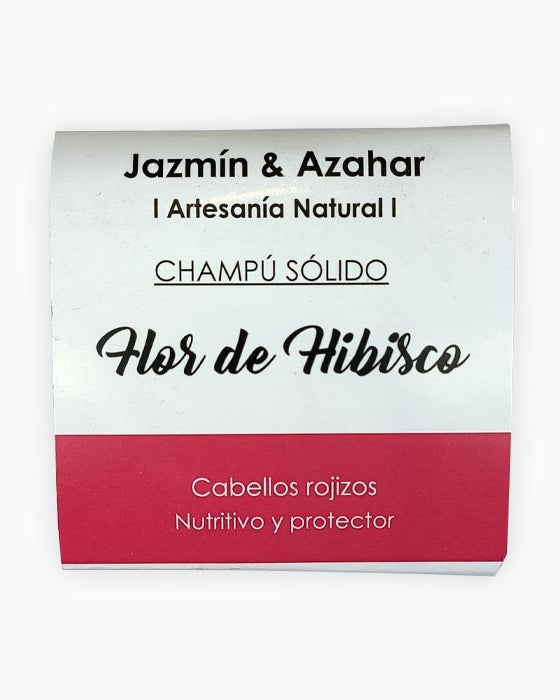 Jazmín & Azahar
| Artesanía Natural |
CHAMPÚ SÓLIDO
Flor de Hibisco
Cabellos rojizos
Nutritivo y protector